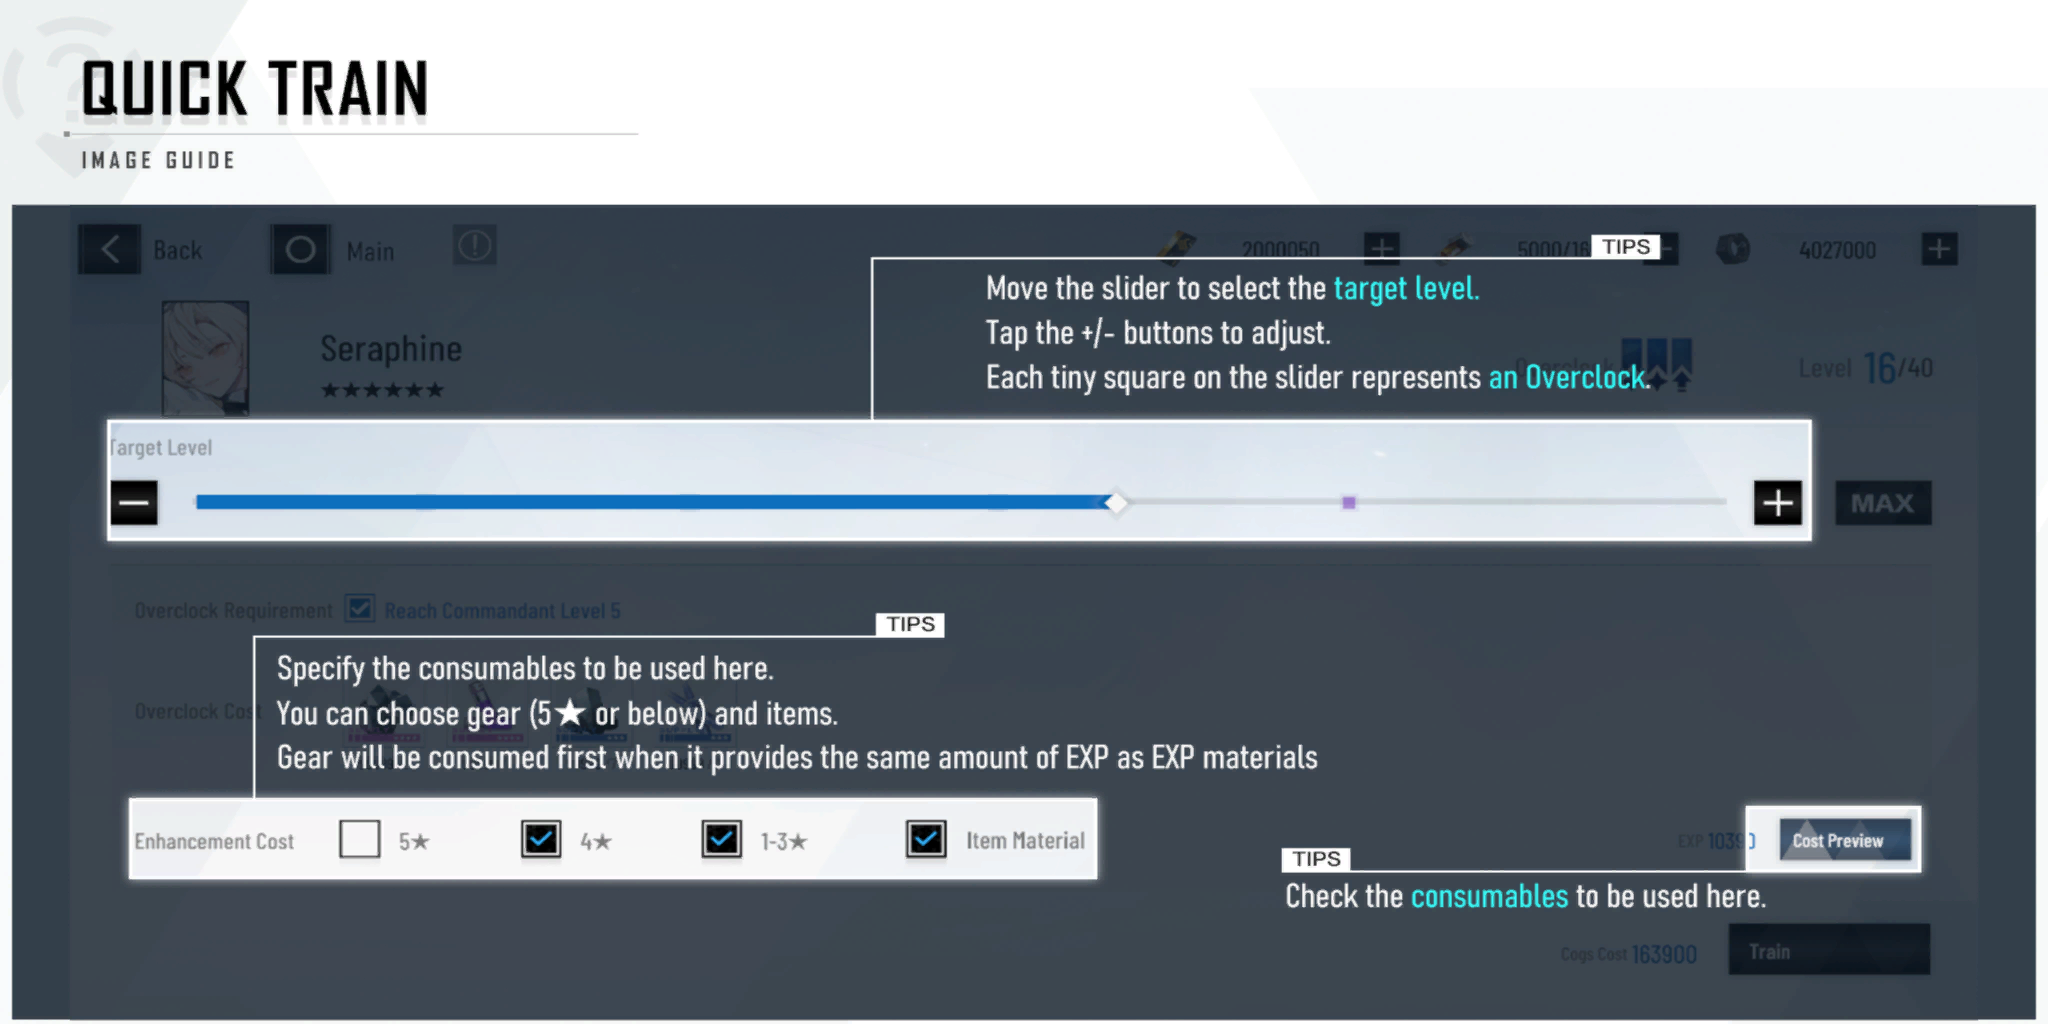 QUICK TRAIN
IMAGE GUIDE
Back
Main
2000050
5000/16
4027000
TIPS
Move the slider to select the target level.
Tap the +/- buttons to adjust.
Each tiny square on the slider represents an Overclock.
Seraphine
★★★★★★
Overclock
Level 16/40
Target Level
MAX
Overclock Requirement
Reach Commandant Level 5
TIPS
Specify the consumables to be used here.
You can choose gear (5★ or below) and items.
Gear will be consumed first when it provides the same amount of EXP as EXP materials
Overclock Cost
Enhancement Cost 5★ 4★ 1-3★ Item Material
EXP 10390
Cost Preview
TIPS
Check the consumables to be used here.
Cogs Cost 163900
Train